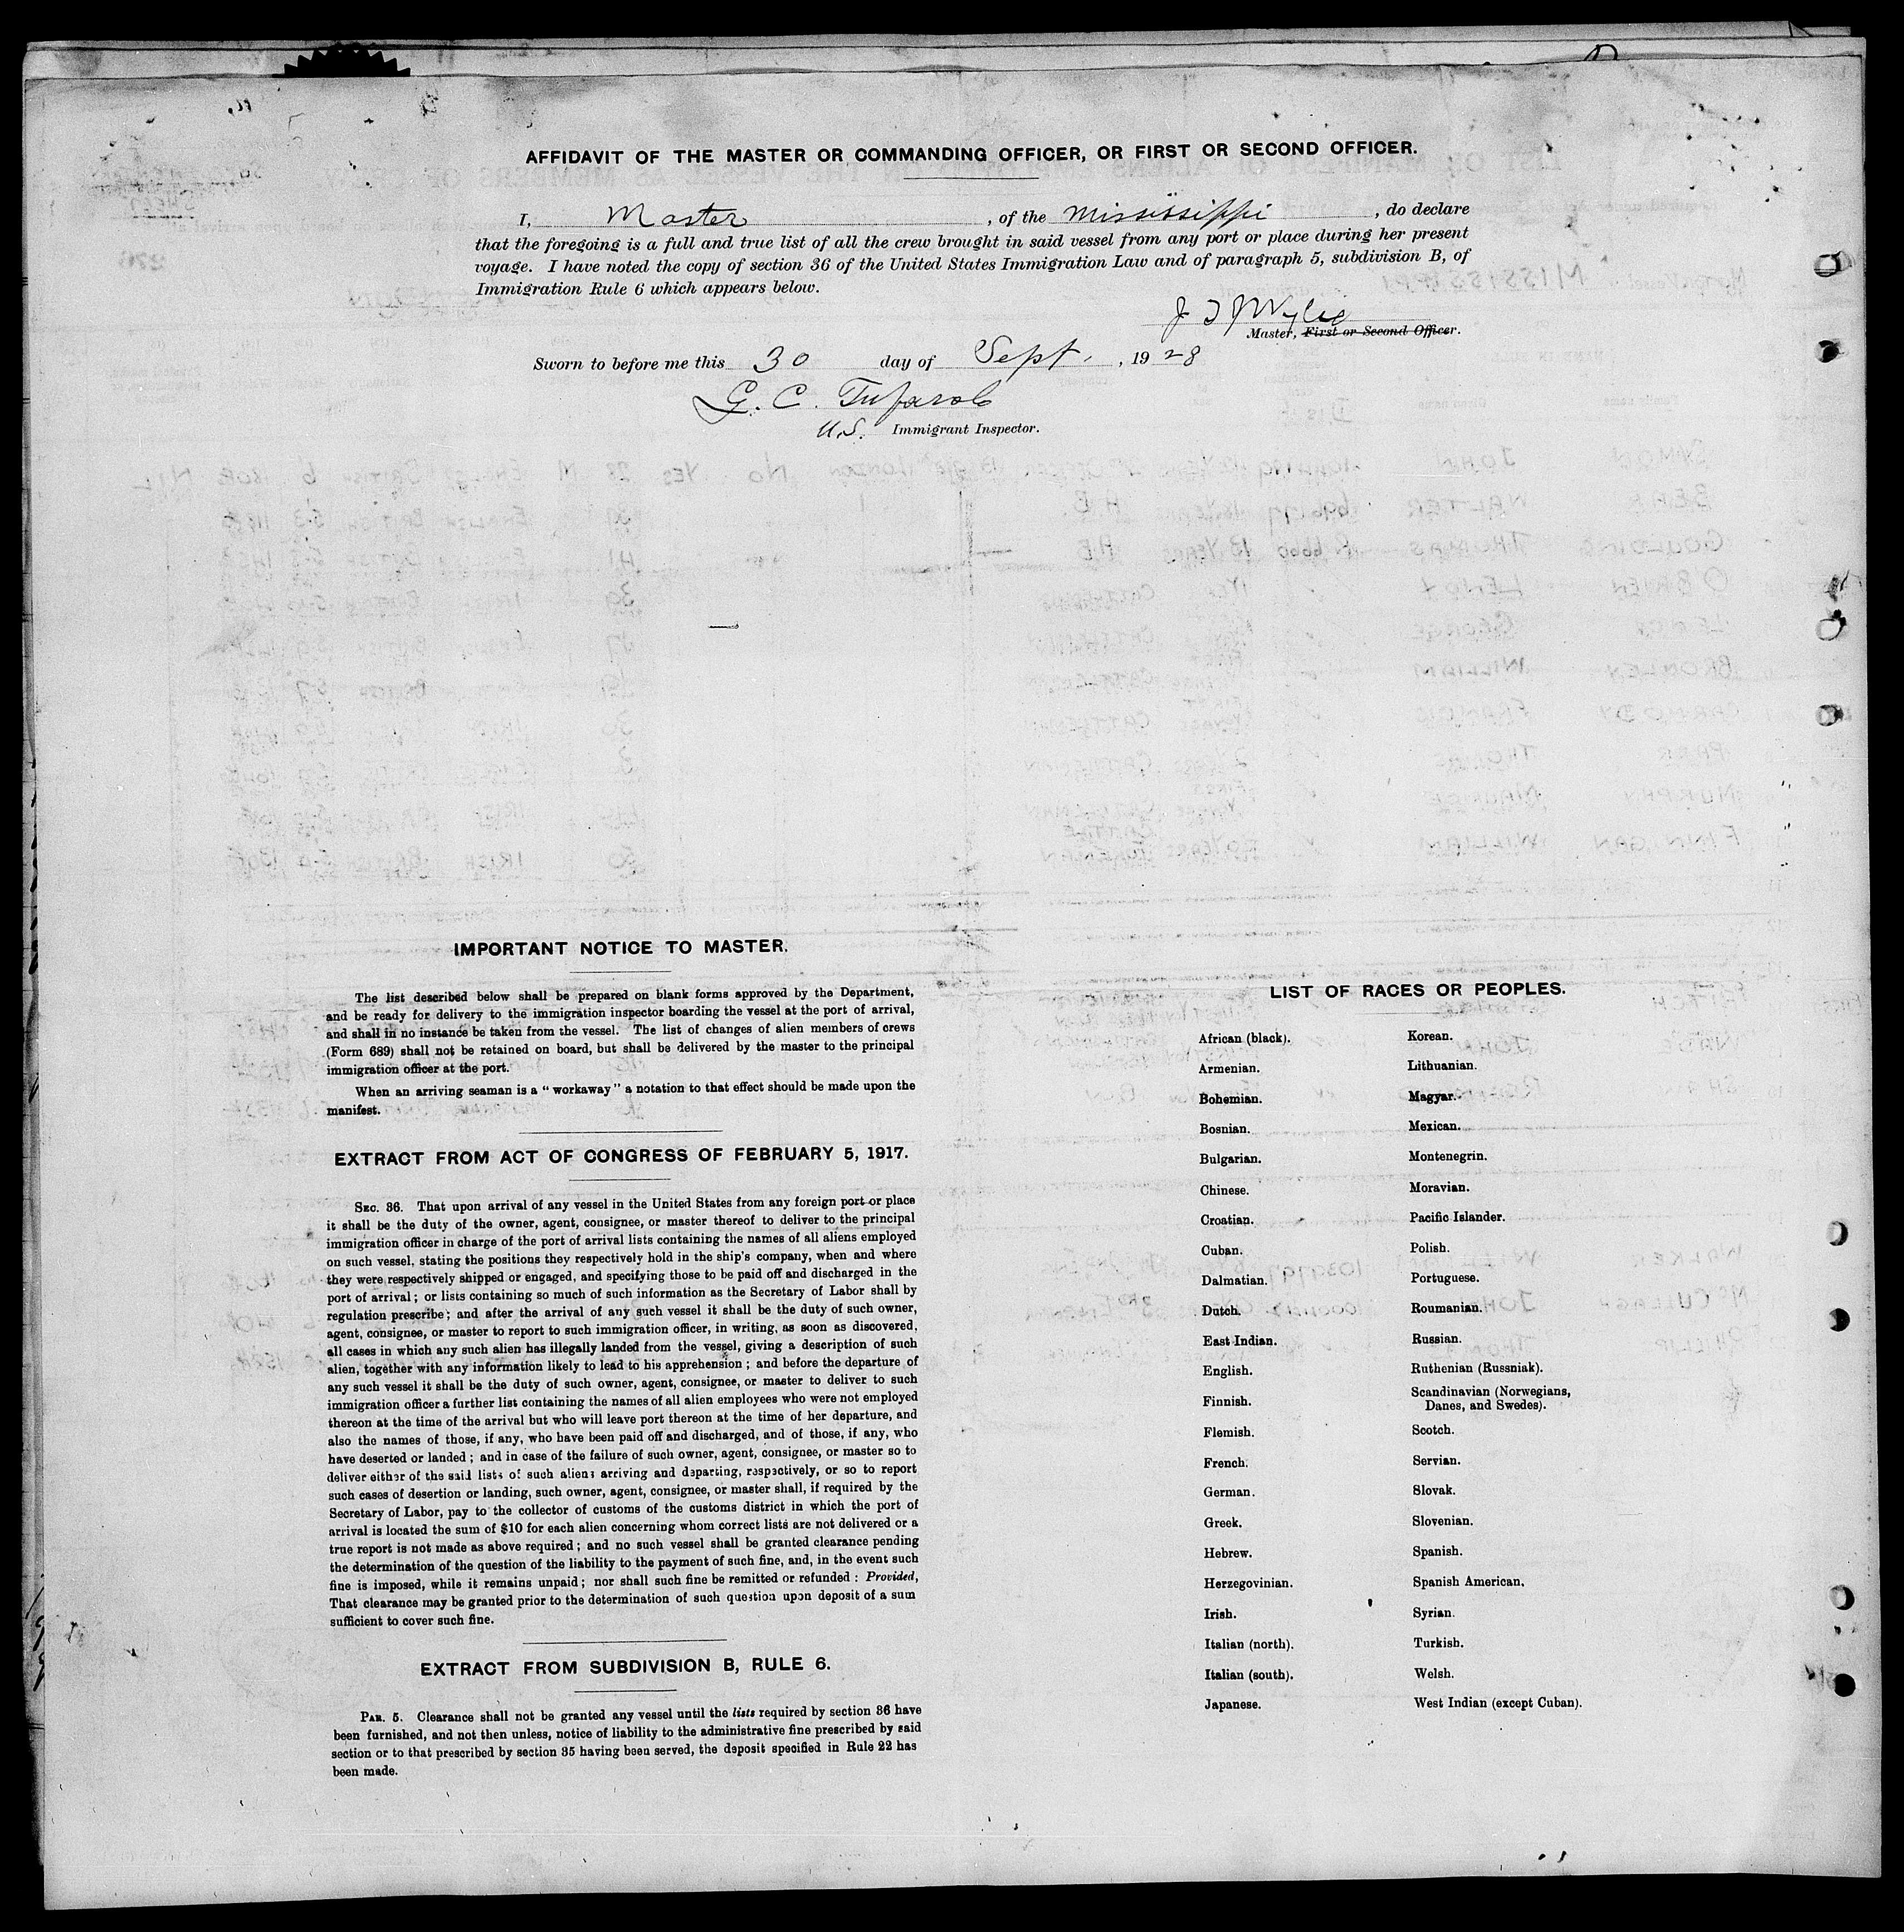 AFFIDAVIT OF THE MASTER OR COMMANDING OFFICER, OR FIRST OR SECOND OFFICER.
I, Master , of the Mississippi , do declare
that the foregoing is a full and true list of all the crew brought in said vessel from any port or place during her present
voyage. I have noted the copy of section 36 of the United States Immigration Law and of paragraph 5, subdivision B, of
Immigration Rule 6 which appears below.
Wylie
Master, First or Second Officer.
Sworn to before me this 30 day of Sept. , 1928
G. C.
U.S. Immigrant Inspector.
IMPORTANT NOTICE TO MASTER.
The list described below shall be prepared on blank forms approved by the Department,
and be ready for delivery to the immigration inspector boarding the vessel at the port of arrival,
and shall in no instance be taken from the vessel. The list of changes of alien members of crews
(Form 689) shall not be retained on board, but shall be delivered by the master to the principal
immigration officer at the port.
When an arriving seaman is a "workaway" a notation to that effect should be made upon the
manifest.
EXTRACT FROM ACT OF CONGRESS OF FEBRUARY 5, 1917.
SEC. 36. That upon arrival of any vessel in the United States from any foreign port or place
it shall be the duty of the owner, agent, consignee, or master thereof to deliver to the principal
immigration officer in charge of the port of arrival lists containing the names of all aliens employed
on such vessel, stating the positions they respectively hold in the ship's company, when and where
they were respectively shipped or engaged, and specifying those to be paid off and discharged in the
port of arrival; or lists containing so much of such information as the Secretary of Labor shall by
regulation prescribe; and after the arrival of any such vessel it shall be the duty of such owner,
agent, consignee, or master to report to such immigration officer, in writing, as soon as discovered,
all cases in which any such alien has illegally landed from the vessel, giving a description of such
alien, together with any information likely to lead to his apprehension; and before the departure of
any such vessel it shall be the duty of such owner, agent, consignee, or master to deliver to such
immigration officer a further list containing the names of all alien employees who were not employed
thereon at the time of the arrival but who will leave port thereon at the time of her departure, and
also the names of those, if any, who have been paid off and discharged, and of those, if any, who
have deserted or landed; and in case of the failure of such owner, agent, consignee, or master so to
deliver either of the said lists of such aliens arriving and departing, respectively, or so to report
such cases of desertion or landing, such owner, agent, consignee, or master shall, if required by the
Secretary of Labor, pay to the collector of customs of the customs district in which the port of
arrival is located the sum of $10 for each alien concerning whom correct lists are not delivered or a
true report is not made as above required; and no such vessel shall be granted clearance pending
the determination of the question of the liability to the payment of such fine, and, in the event such
fine is imposed, while it remains unpaid; nor shall such fine be remitted or refunded: Provided,
That clearance may be granted prior to the determination of such question upon deposit of a sum
sufficient to cover such fine.
EXTRACT FROM SUBDIVISION B, RULE 6.
PAR. 5. Clearance shall not be granted any vessel until the lists required by section 36 have
been furnished, and not then unless, notice of liability to the administrative fine prescribed by said
section or to that prescribed by section 35 having been served, the deposit specified in Rule 22 has
been made.
LIST OF RACES OR PEOPLES.
African (black).
Armenian.
Bohemian.
Bosnian.
Bulgarian.
Chinese.
Croatian.
Cuban.
Dalmatian.
Dutch.
East Indian.
English.
Finnish.
Flemish.
French.
German.
Greek.
Hebrew.
Herzegovinian.
Irish.
Italian (north).
Italian (south).
Japanese.
Korean.
Lithuanian.
Magyar.
Mexican.
Montenegrin.
Moravian.
Pacific Islander.
Polish.
Portuguese.
Roumanian.
Russian.
Ruthenian (Russniak).
Scandinavian (Norwegians,
Danes, and Swedes).
Scotch.
Servian.
Slovak.
Slovenian.
Spanish.
Spanish American.
Syrian.
Turkish.
Welsh.
West Indian (except Cuban).